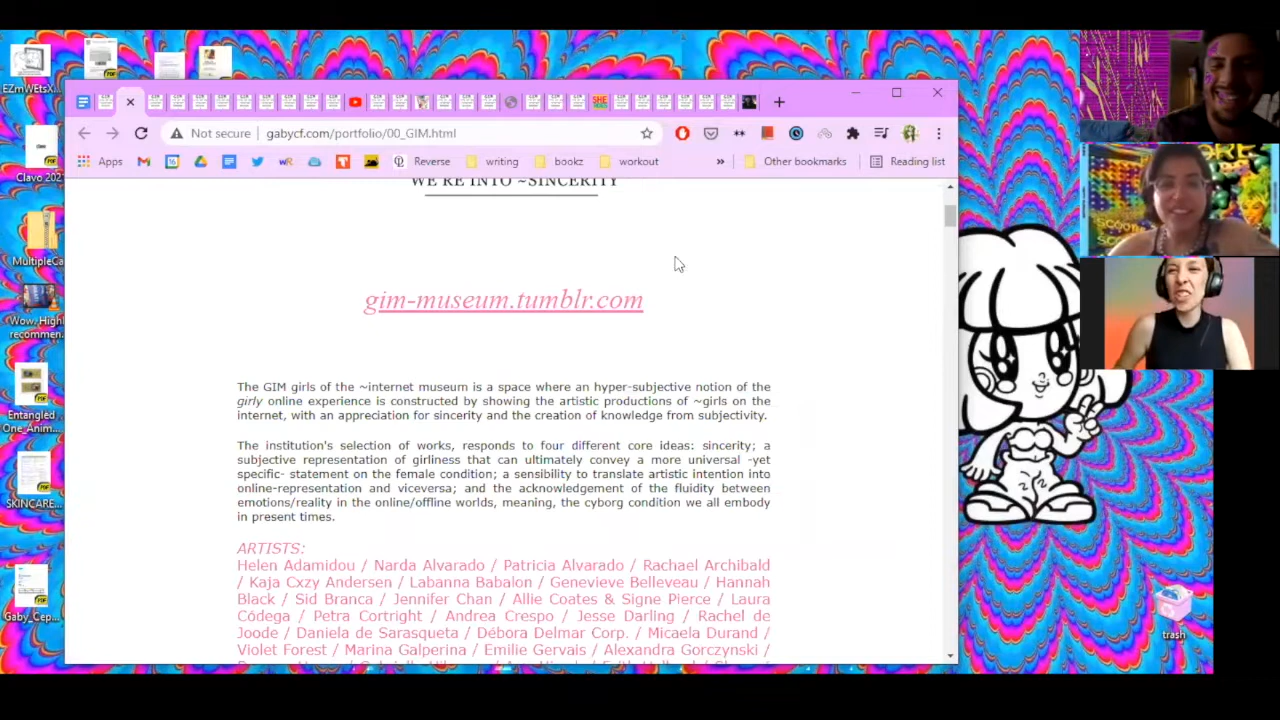 EZmWEtsX...
Clavo 202
MultipleCa
Wow. Highl
recommen.
Entangled
One_Anim....
SKINCARE...
Gaby_Cep...
Not secure
gabycf.com/portfolio/00_GIM.html
Apps
Reverse
writing
bookz
workout
»
Other bookmarks
Reading list
WE'RE INTO ~SINCERITY
gim-museum.tumblr.com
The GIM girls of the ~internet museum is a space where an hyper-subjective notion of the
girly online experience is constructed by showing the artistic productions of ~girls on the
internet, with an appreciation for sincerity and the creation of knowledge from subjectivity.
The institution's selection of works, responds to four different core ideas: sincerity; a
subjective representation of girliness that can ultimately convey a more universal -yet
specific- statement on the female condition; a sensibility to translate artistic intention into
online-representation and viceversa; and the acknowledgement of the fluidity between
emotions/reality in the online/offline worlds, meaning, the cyborg condition we all embody
in present times.
ARTISTS:
Helen Adamidou / Narda Alvarado / Patricia Alvarado / Rachael Archibald
/ Kaja Cxzy Andersen / Labanna Babalon / Genevieve Belleveau / Hannah
Black / Sid Branca / Jennifer Chan / Allie Coates & Signe Pierce / Laura
Códega / Petra Cortright / Andrea Crespo / Jesse Darling / Rachel de
Joode / Daniela de Sarasqueta / Débora Delmar Corp. / Micaela Durand /
Violet Forest / Marina Galperina / Emilie Gervais / Alexandra Gorczynski /
trash